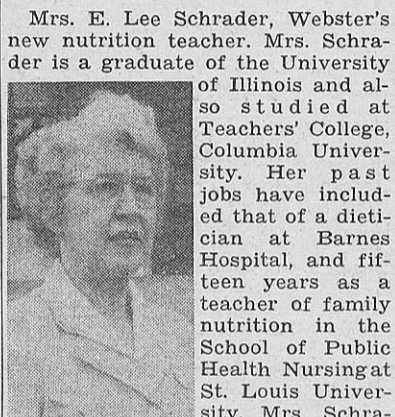 Mrs. E. Lee Schrader, Webster's
new nutrition teacher. Mrs. Schra-
der is a graduate of the University
of Illinois and al-
so studied at
Teachers' College,
Columbia Univer-
sity. Her past
jobs have includ-
ed that of a dieti-
cian at Barnes
Hospital, and fif-
teen years as a
teacher of family
nutrition in the
School of Public
Health Nursing at
St. Louis Univer-
sity. Mrs. Schra-